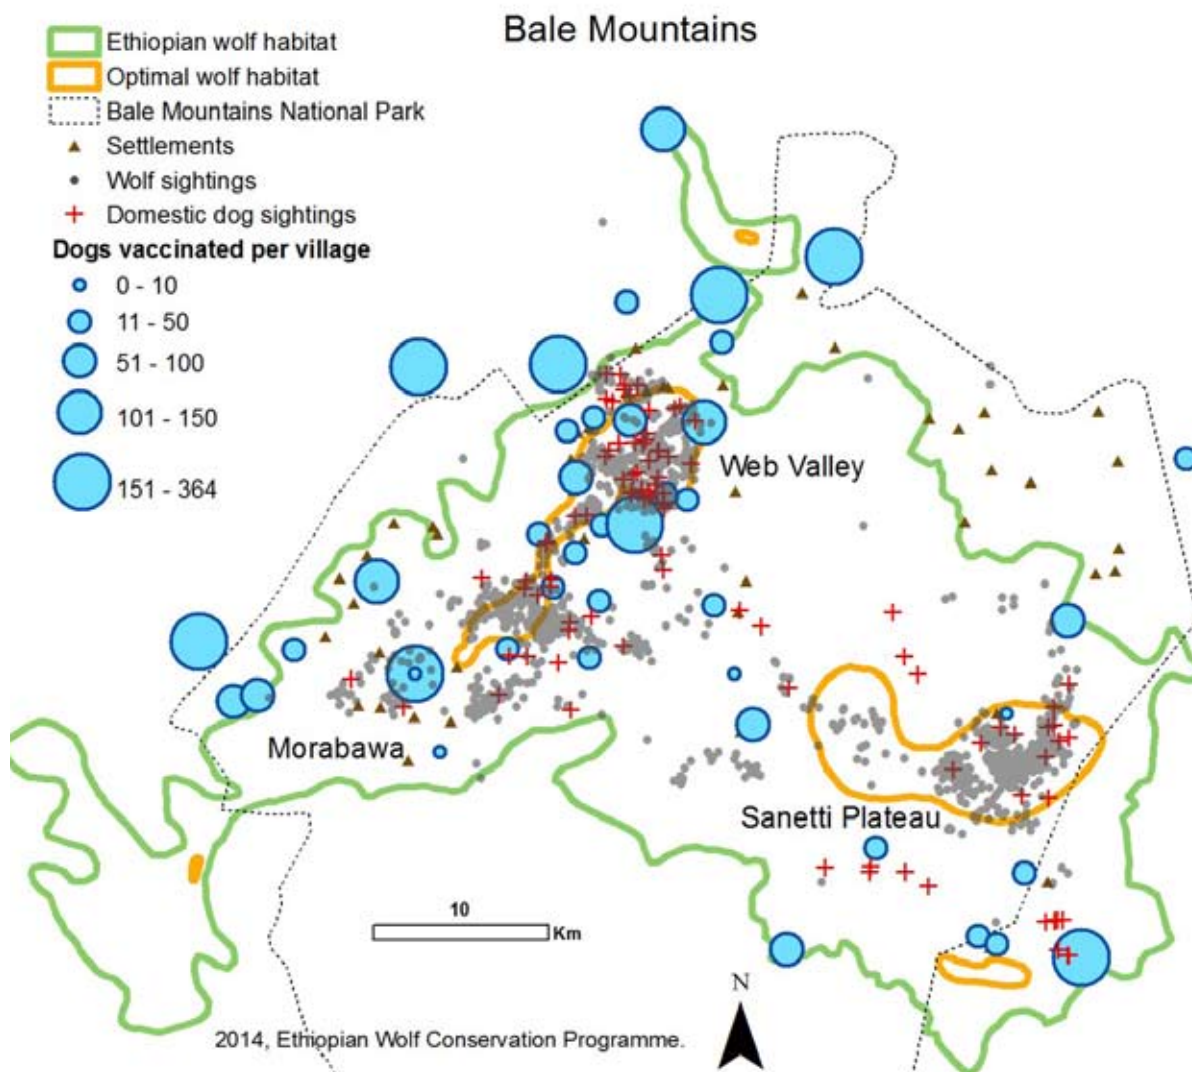 Bale Mountains
Ethiopian wolf habitat
Optimal wolf habitat
Bale Mountains National Park
Settlements
Wolf sightings
Domestic dog sightings
Dogs vaccinated per village
0 - 10
11 - 50
51 - 100
101 - 150
151 - 364
Web Valley
Morabawa
Sanetti Plateau
10
Km
N
2014, Ethiopian Wolf Conservation Programme.